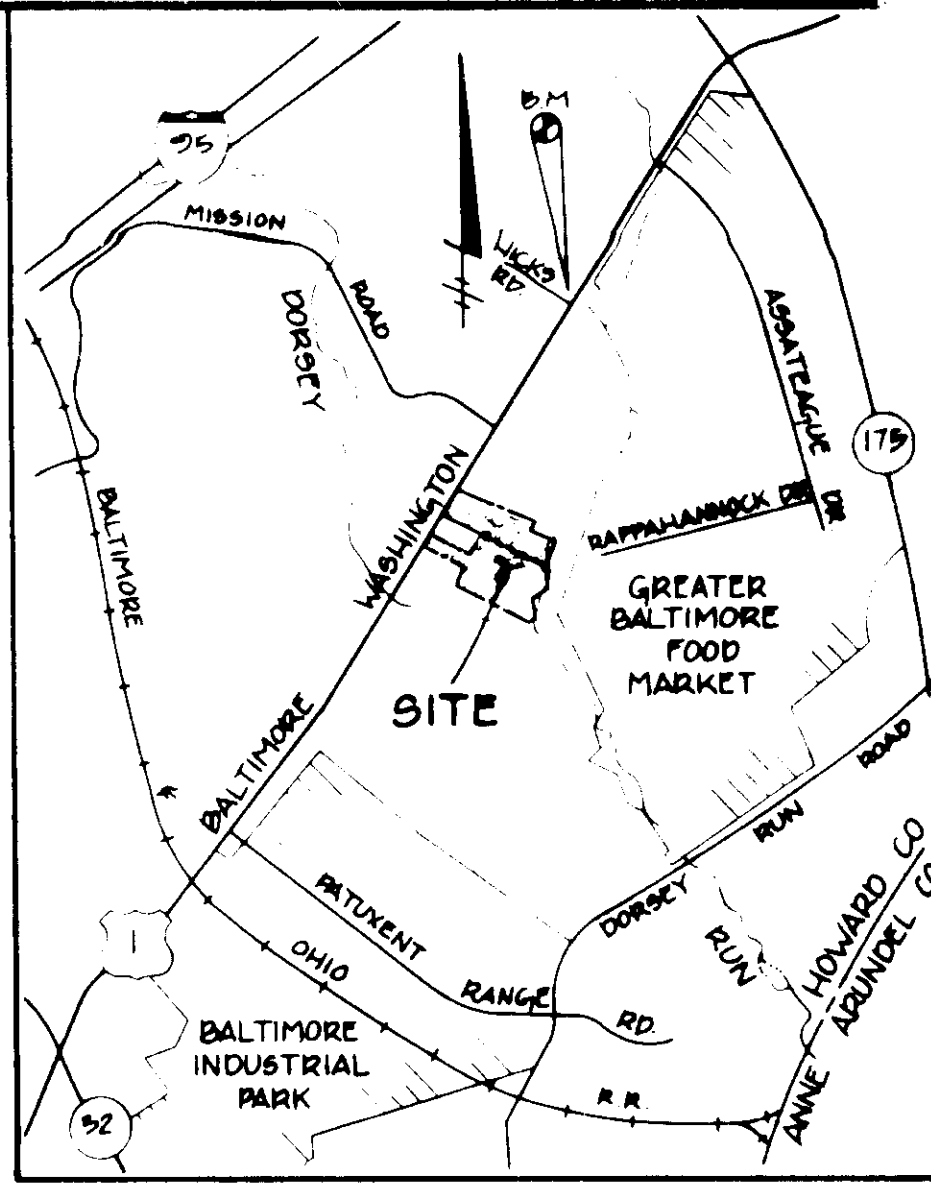 B.M
95
MISSION
ROAD
HICKS
RD.
DORSEY
ASSATEAGUE
DR
175
WASHINGTON
RAPPAHANNOCK DR
BALTIMORE
GREATER
BALTIMORE
FOOD
MARKET
SITE
BALTIMORE
DORSEY RUN ROAD
PATUXENT
RANGE
RD.
RUN
HOWARD CO
ANNE ARUNDEL CO
1
OHIO
BALTIMORE
INDUSTRIAL
PARK
R.R.
32